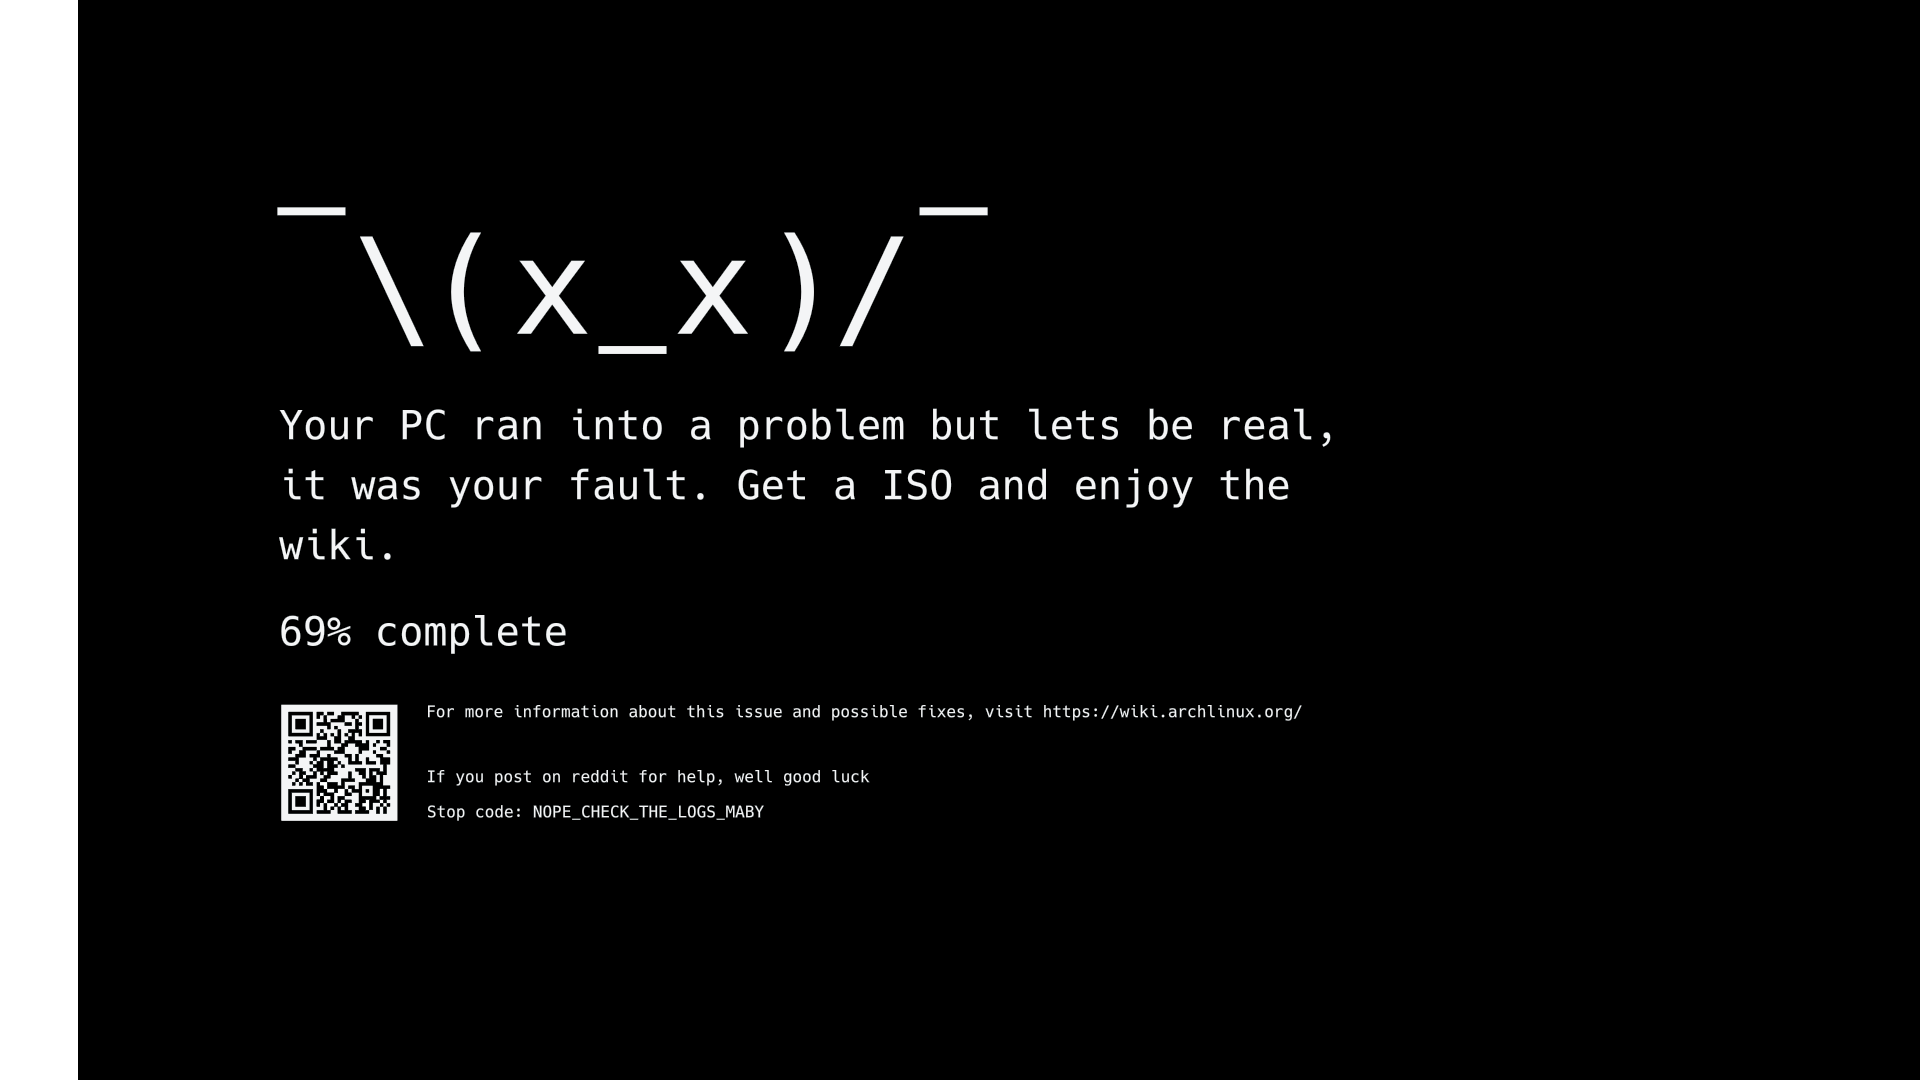 _ _
\(x_x)/
Your PC ran into a problem but lets be real,
it was your fault. Get a ISO and enjoy the
wiki.
69% complete
For more information about this issue and possible fixes, visit https://wiki.archlinux.org/
If you post on reddit for help, well good luck
Stop code: NOPE_CHECK_THE_LOGS_MABY